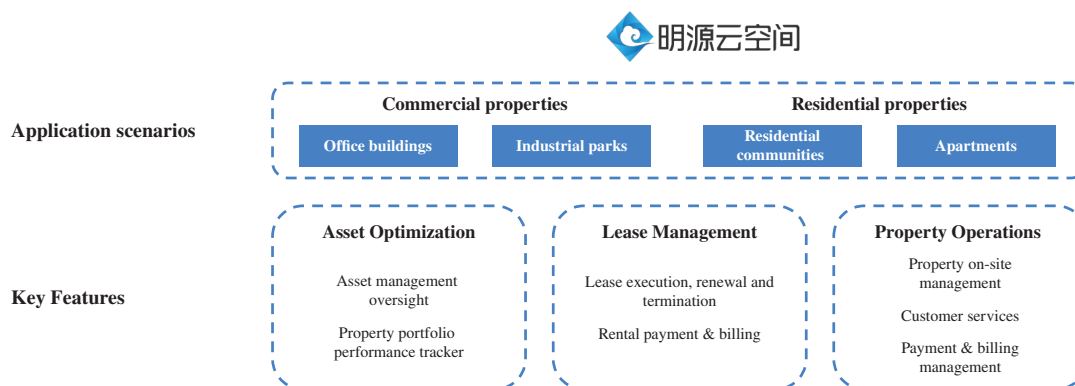 明源云空间
Commercial properties
Residential properties
Application scenarios
Office buildings
Industrial parks
Residential
communities
Apartments
Asset Optimization
Lease Management
Property Operations
Key Features
Asset management
oversight
Property portfolio
performance tracker
Lease execution, renewal and
termination
Rental payment & billing
Property on-site
management
Customer services
Payment & billing
management